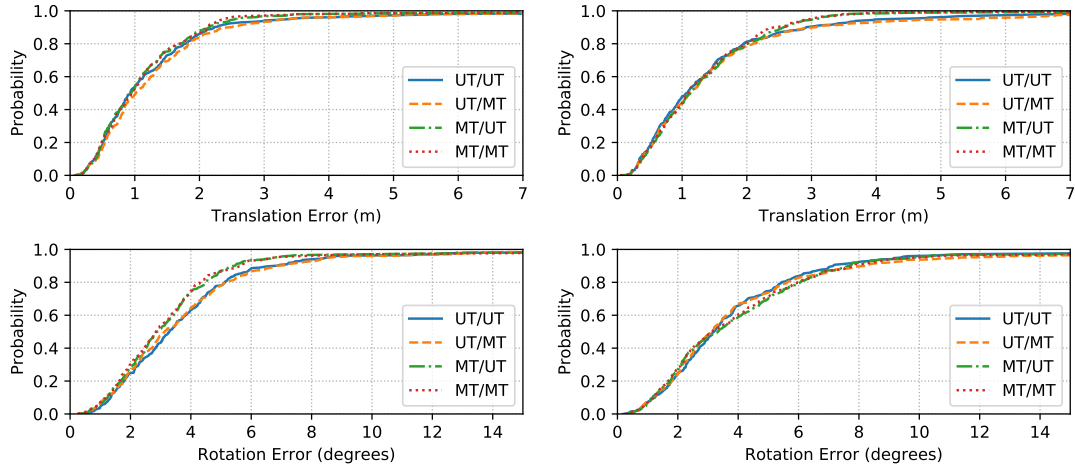 1.0
0.8
0.6
0.4
0.2
0.0
Probability
UT/UT
UT/MT
MT/UT
MT/MT
0 1 2 3 4 5 6 7
Translation Error (m)
1.0
0.8
0.6
0.4
0.2
0.0
Probability
UT/UT
UT/MT
MT/UT
MT/MT
0 1 2 3 4 5 6 7
Translation Error (m)
1.0
0.8
0.6
0.4
0.2
0.0
Probability
UT/UT
UT/MT
MT/UT
MT/MT
0 2 4 6 8 10 12 14
Rotation Error (degrees)
1.0
0.8
0.6
0.4
0.2
0.0
Probability
UT/UT
UT/MT
MT/UT
MT/MT
0 2 4 6 8 10 12 14
Rotation Error (degrees)